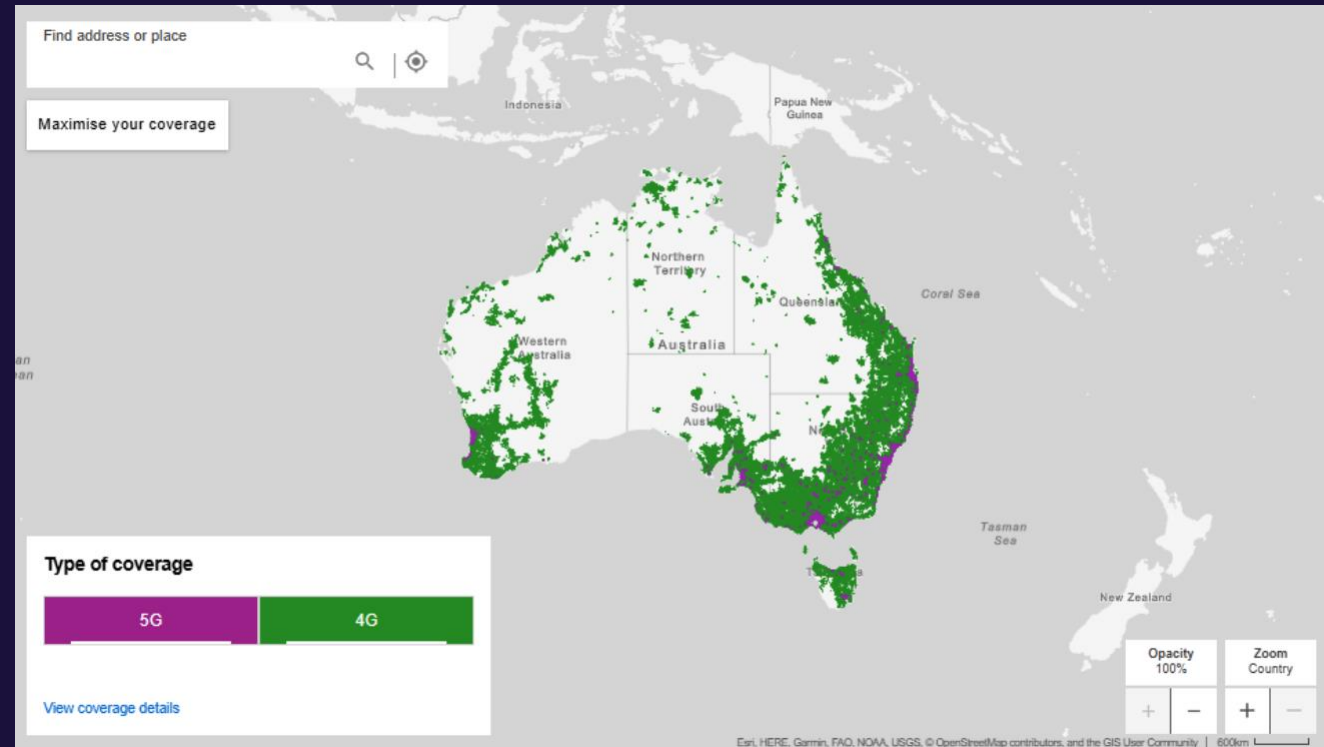 Find address or place
Maximise your coverage
Indonesia
Papua New
Guinea
Northern
Territory
Coral Sea
Western
Australia
Australia
South
Tasman
Sea
New Zealand
Type of coverage
5G
4G
View coverage details
Opacity
100%
Zoom
Country
+
−
+
−
Esri, HERE, Garmin, FAO, NOAA, USGS, © OpenStreetMap contributors, and the GIS User Community | 600km